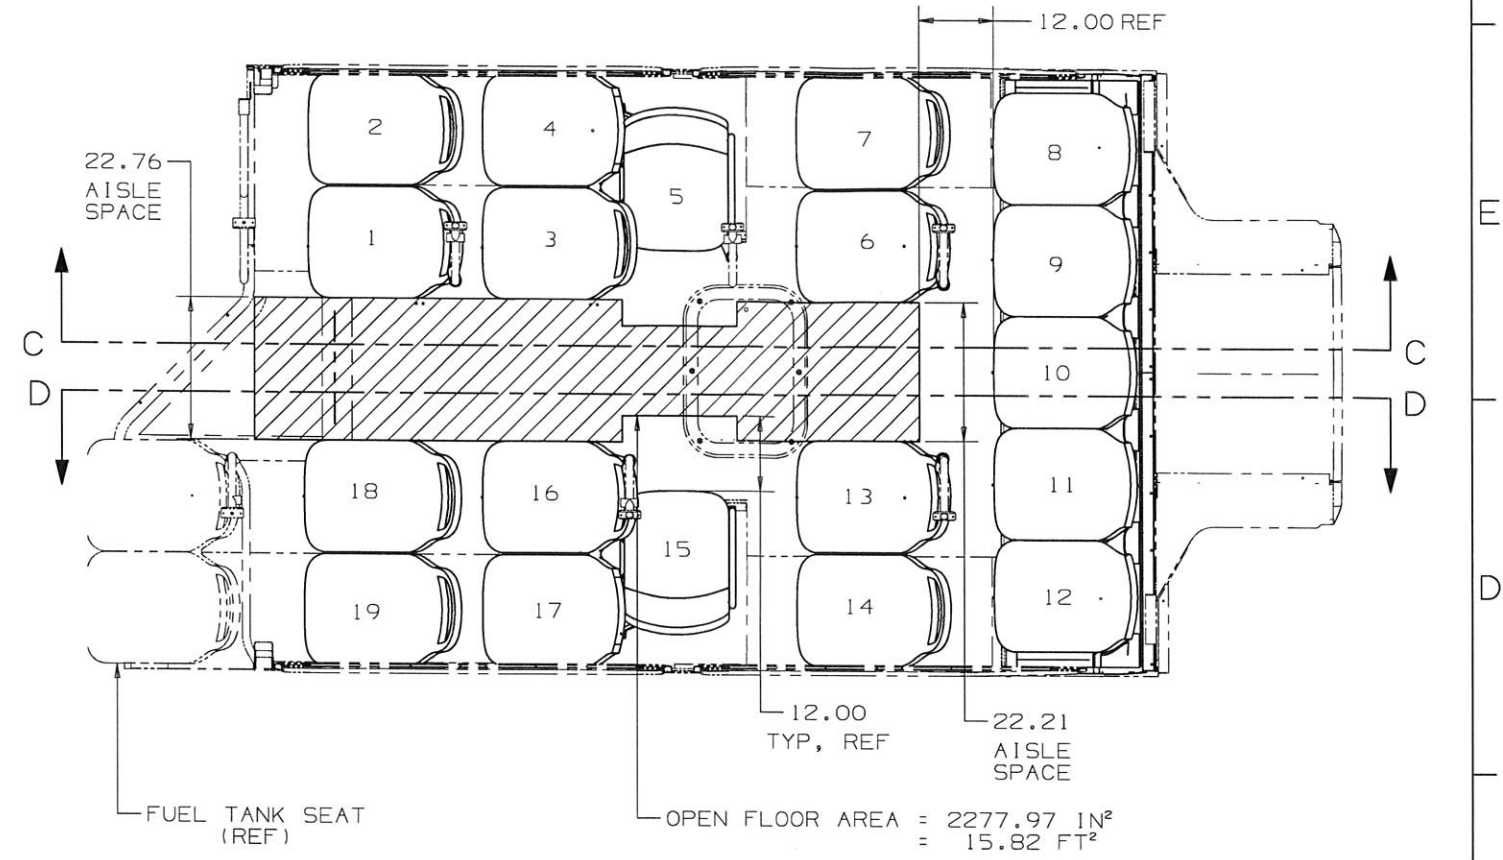 12.00 REF
2
4
7
8
22.76
AISLE
SPACE
5
1
3
6
9
E
C
C
10
D
D
18
16
13
11
15
D
19
17
14
12
12.00
TYP, REF
22.21
AISLE
SPACE
FUEL TANK SEAT
(REF)
OPEN FLOOR AREA = 2277.97 IN²
= 15.82 FT²